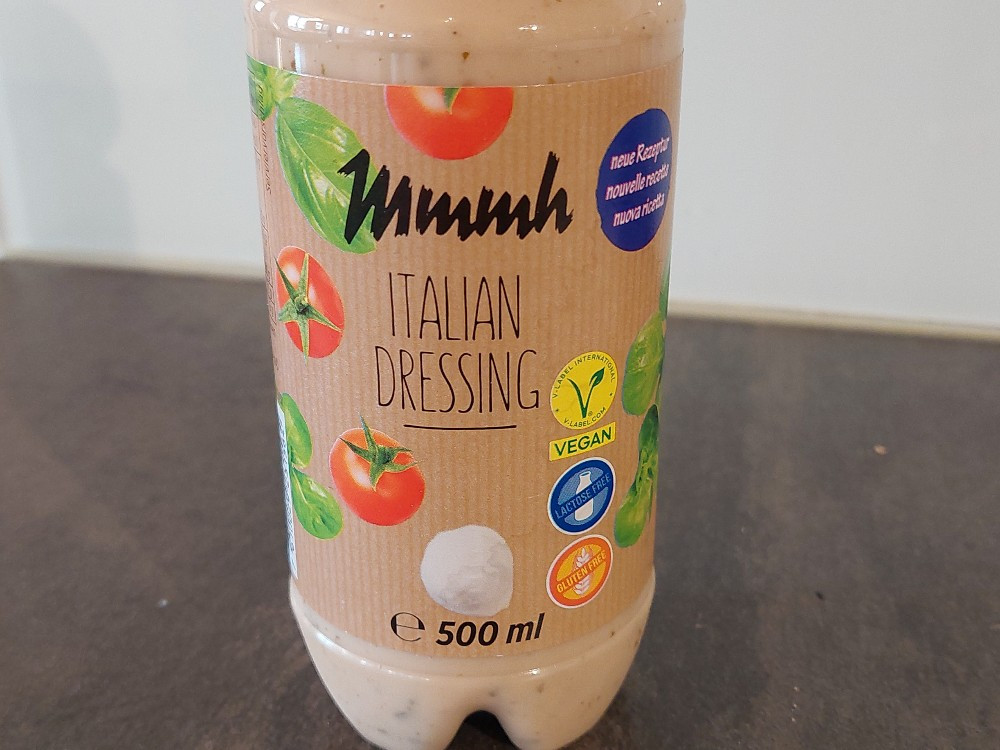 Mmmmh
neue Rezeptur
nouvelle recette
nuova ricetta
ITALIAN
DRESSING
V-LABEL INTERNATIONAL
V-LABEL.COM
VEGAN
LACTOSE FREE
GLUTEN FREE
℮ 500 ml